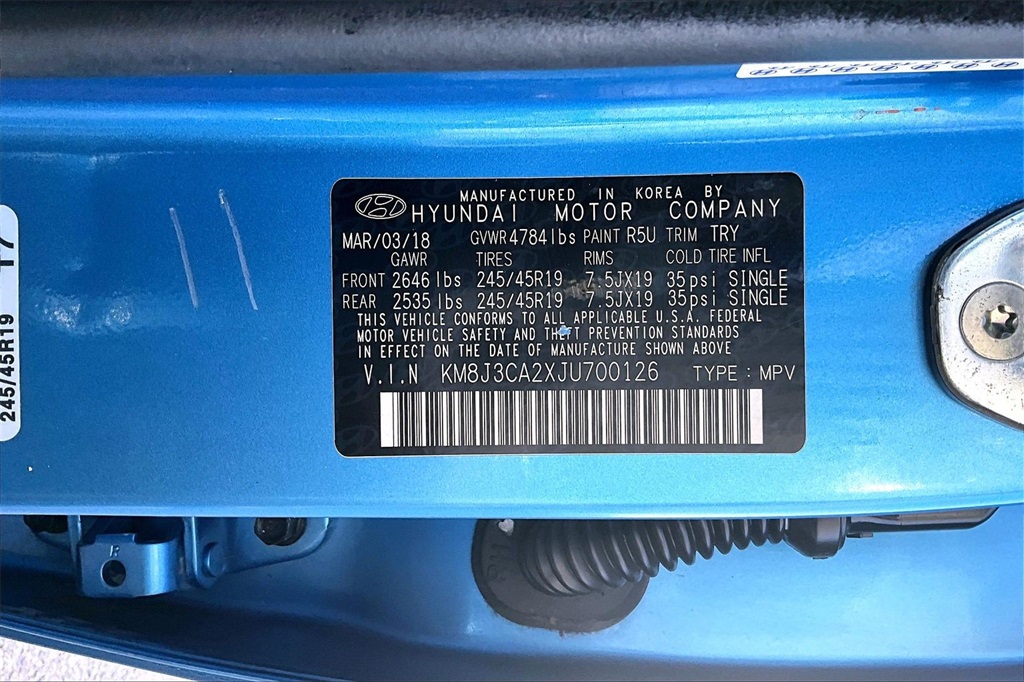 MANUFACTURED IN KOREA BY
HYUNDAI MOTOR COMPANY
MAR/03/18 GVWR 4784lbs PAINT R5U TRIM TRY
GAWR TIRES RIMS COLD TIRE INFL
FRONT 2646 lbs 245/45R19 7.5JX19 35psi SINGLE
REAR 2535 lbs 245/45R19 7.5JX19 35psi SINGLE
THIS VEHICLE CONFORMS TO ALL APPLICABLE U.S.A. FEDERAL
MOTOR VEHICLE SAFETY AND THEFT PREVENTION STANDARDS
IN EFFECT ON THE DATE OF MANUFACTURE SHOWN ABOVE
V.I.N KM8J3CA2XJU700126 TYPE : MPV
245/45R19 17
R